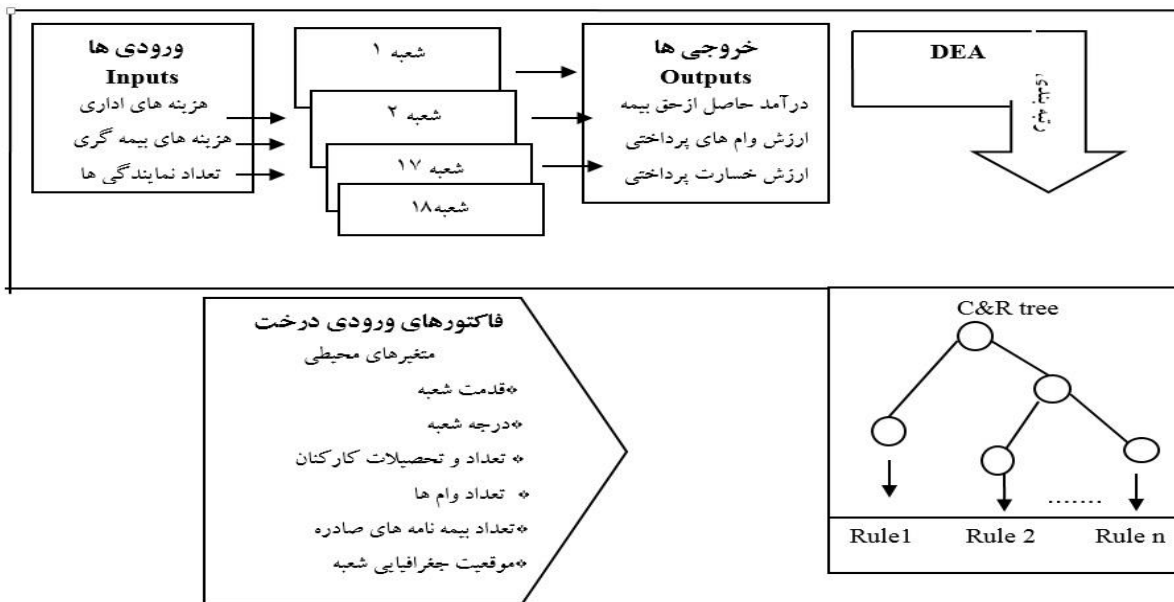 ورودی ها
Inputs
هزینه های اداری
هزینه های بیمه گری
تعداد نمایندگی ها
شعبه ۱
شعبه ۲
شعبه ۱۷
شعبه۱۸
خروجی ها
Outputs
درآمد حاصل ازحق بیمه
ارزش وام های پرداختی
ارزش خسارت پرداختی
DEA
رتبه بندی
فاکتورهای ورودی درخت
متغیرهای محیطی
❖قدمت شعبه
❖درجه شعبه
❖ تعداد و تحصیلات کارکنان
❖ تعداد وام ها
❖تعداد بیمه نامه های صادره
❖موقعیت جغرافیایی شعبه
C&R tree
.......
Rule1 Rule 2 Rule n